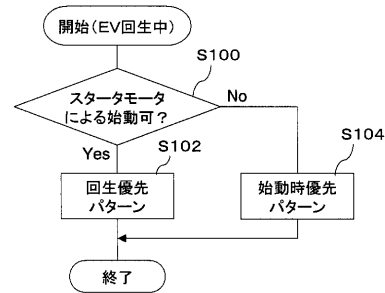 開始(EV回生中)
S100
スタータモータ
による始動可?
No
Yes
S102
S104
回生優先
パターン
始動時優先
パターン
終了